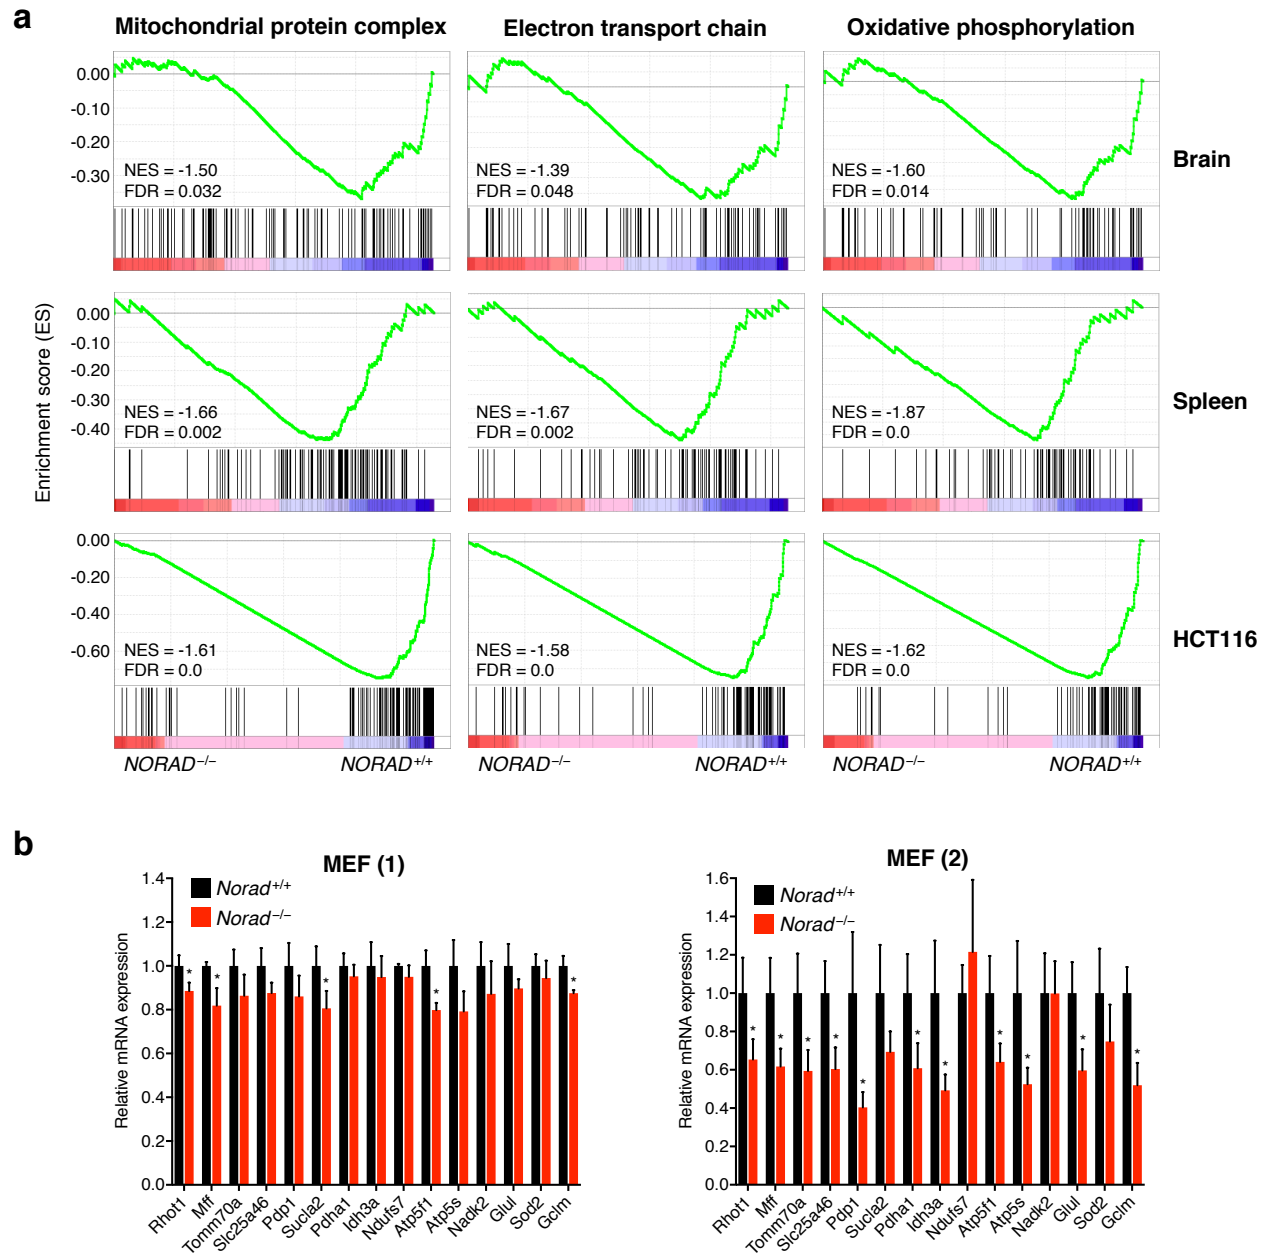 a
Mitochondrial protein complex
Electron transport chain
Oxidative phosphorylation
Enrichment score (ES)
0.00
-0.10
-0.20
-0.30
NES = -1.50
FDR = 0.032
NES = -1.39
FDR = 0.048
NES = -1.60
FDR = 0.014
Brain
0.00
-0.10
-0.20
-0.30
-0.40
NES = -1.66
FDR = 0.002
NES = -1.67
FDR = 0.002
NES = -1.87
FDR = 0.0
Spleen
0.00
-0.20
-0.40
-0.60
NES = -1.61
FDR = 0.0
NES = -1.58
FDR = 0.0
NES = -1.62
FDR = 0.0
HCT116
NORAD–/–
NORAD+/+
NORAD–/–
NORAD+/+
NORAD–/–
NORAD+/+
b
MEF (1)
Norad+/+
Norad–/–
Relative mRNA expression
1.4
1.2
1.0
0.8
0.6
0.4
0.2
0.0
* * * * *
Rhot1
Mff
Tomm70a
Slc25a46
Pdp1
Sucla2
Pdha1
Idh3a
Ndufs7
Atp5f1
Atp5s
Nadk2
Glul
Sod2
Gclm
MEF (2)
Norad+/+
Norad–/–
Relative mRNA expression
1.6
1.4
1.2
1.0
0.8
0.6
0.4
0.2
0.0
* * * * * * * * * * *
Rhot1
Mff
Tomm70a
Slc25a46
Pdp1
Sucla2
Pdha1
Idh3a
Ndufs7
Atp5f1
Atp5s
Nadk2
Glul
Sod2
Gclm